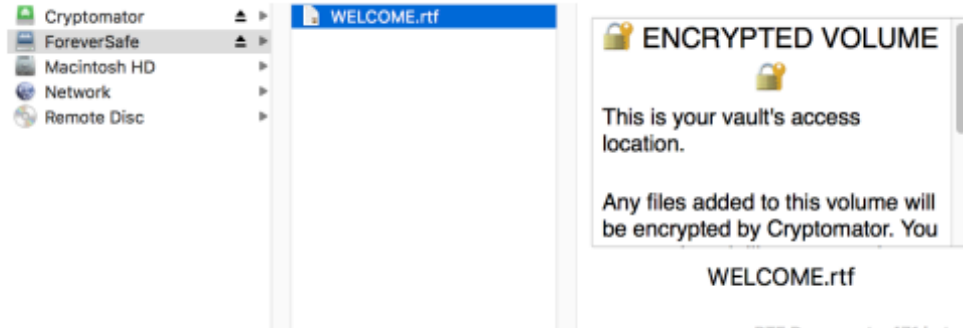 Cryptomator
ForeverSafe
Macintosh HD
Network
Remote Disc
WELCOME.rtf
ENCRYPTED VOLUME
This is your vault's access
location.
Any files added to this volume will
be encrypted by Cryptomator. You
WELCOME.rtf